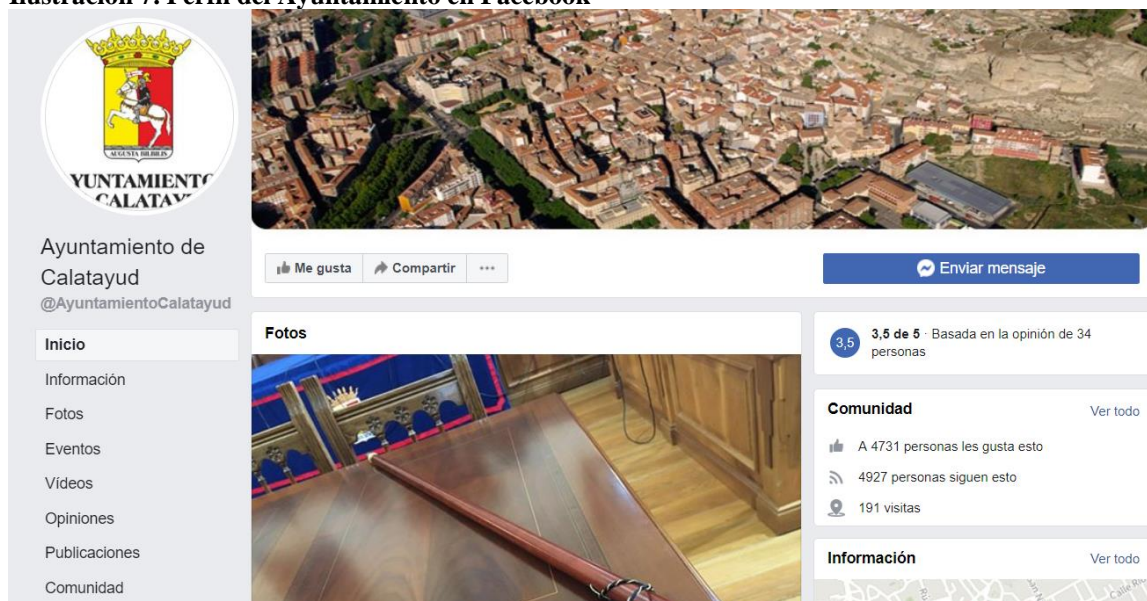 Ilustración 7. Perfil del Ayuntamiento en Facebook
AUGUSTA BILBILIS
YUNTAMIENTO
CALATAY
Ayuntamiento de
Calatayud
@AyuntamientoCalatayud
Inicio
Información
Fotos
Eventos
Vídeos
Opiniones
Publicaciones
Comunidad
Me gusta
Compartir
Enviar mensaje
Fotos
3,5
3,5 de 5 · Basada en la opinión de 34
personas
Comunidad
Ver todo
A 4731 personas les gusta esto
4927 personas siguen esto
191 visitas
Información
Ver todo